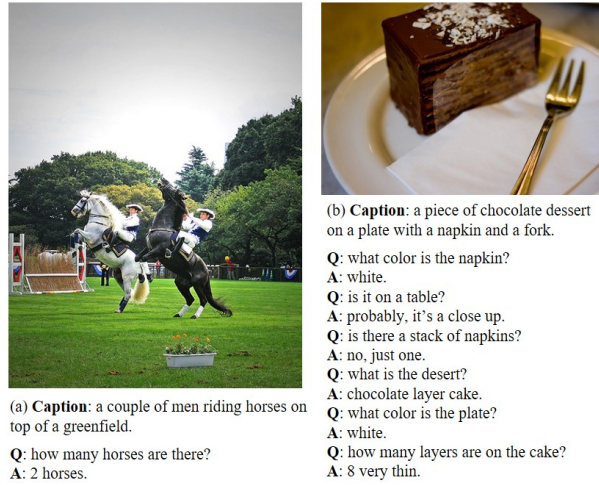 (a) Caption: a couple of men riding horses on
top of a greenfield.
Q: how many horses are there?
A: 2 horses.
(b) Caption: a piece of chocolate dessert
on a plate with a napkin and a fork.
Q: what color is the napkin?
A: white.
Q: is it on a table?
A: probably, it's a close up.
Q: is there a stack of napkins?
A: no, just one.
Q: what is the desert?
A: chocolate layer cake.
Q: what color is the plate?
A: white.
Q: how many layers are on the cake?
A: 8 very thin.